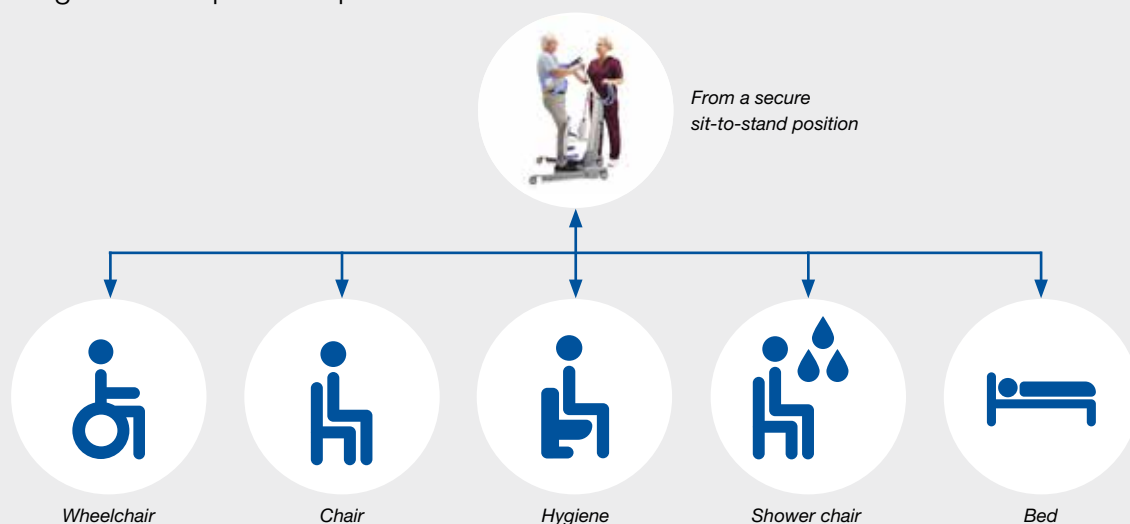 From a secure
sit-to-stand position
Wheelchair
Chair
Hygiene
Shower chair
Bed